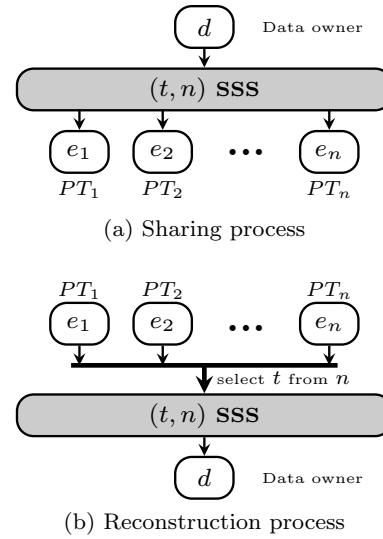 d Data owner
(t, n) SSS
e1 e2 ... en
PT1 PT2 PTn
(a) Sharing process
PT1 PT2 PTn
e1 e2 ... en
select t from n
(t, n) SSS
d Data owner
(b) Reconstruction process